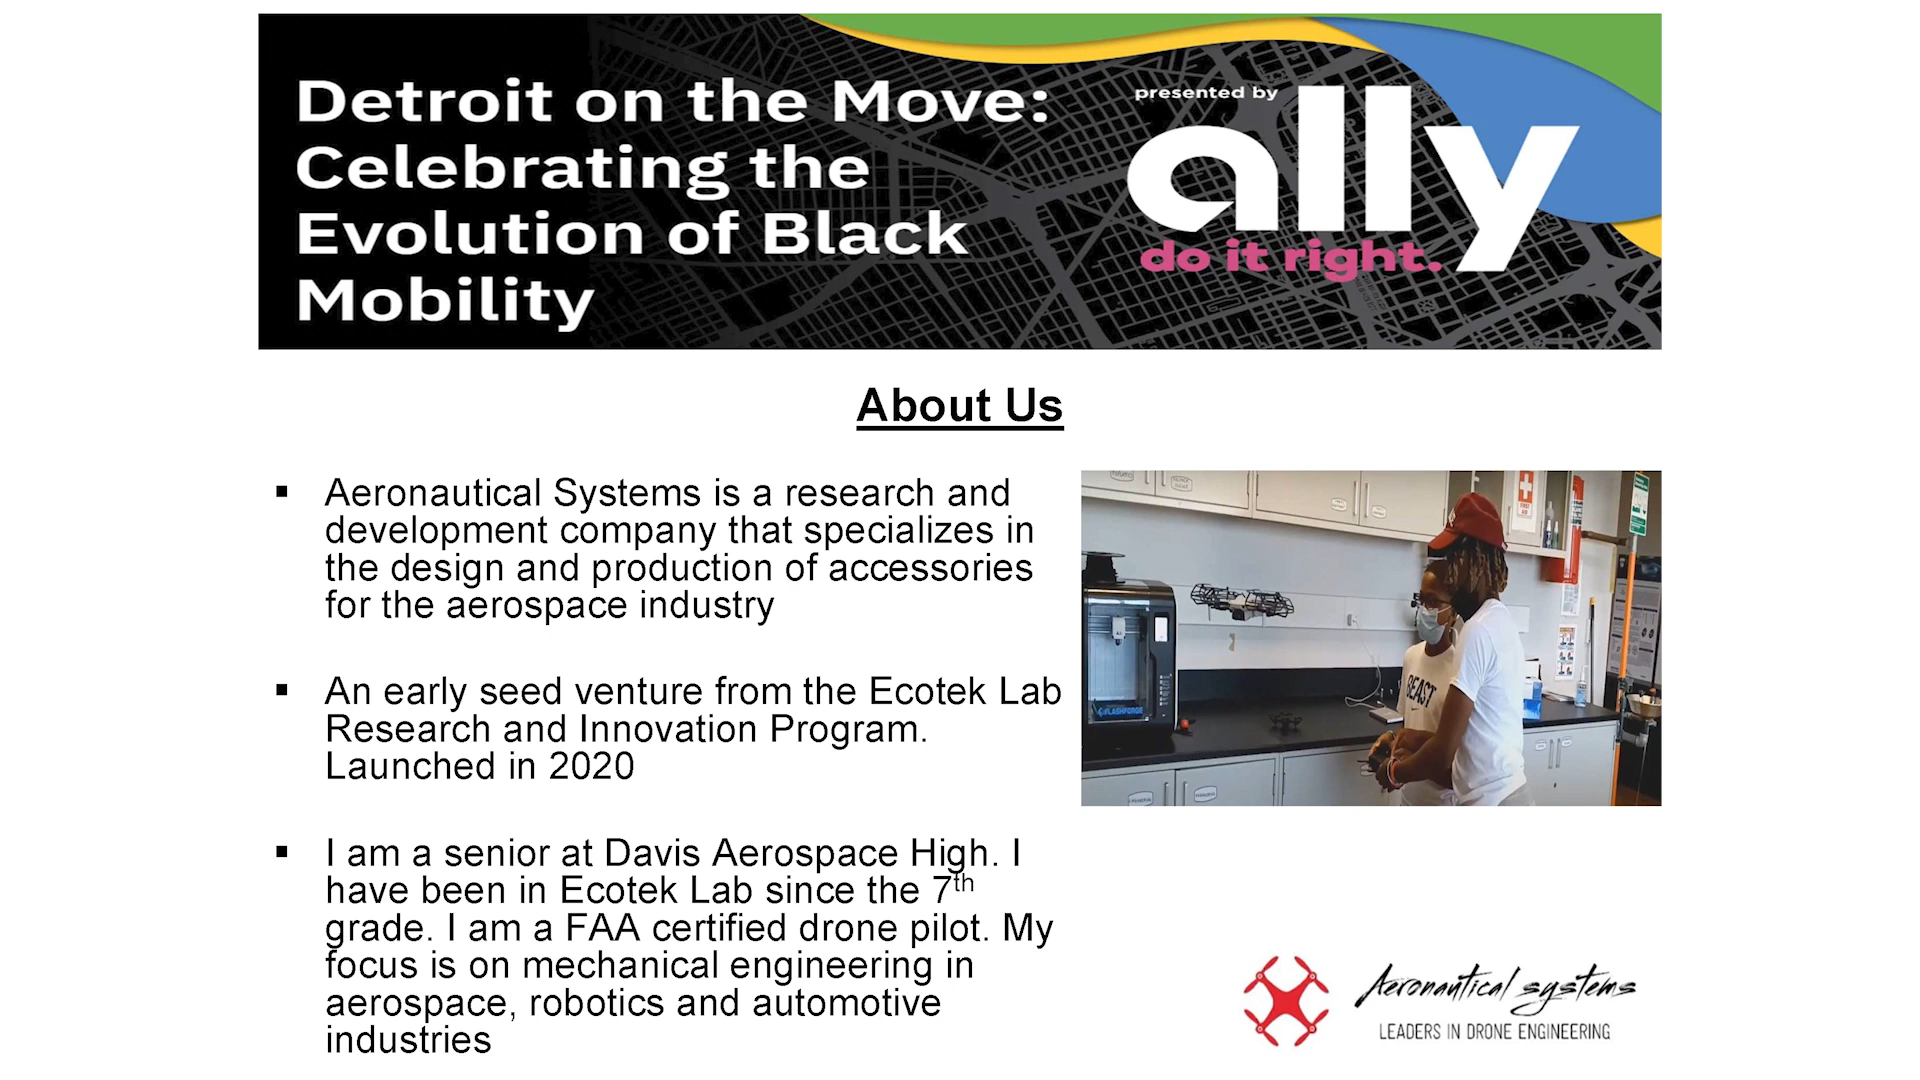 Detroit on the Move:
Celebrating the
Evolution of Black
Mobility
presented by
ally
do it right.
About Us
▪ Aeronautical Systems is a research and
development company that specializes in
the design and production of accessories
for the aerospace industry
▪ An early seed venture from the Ecotek Lab
Research and Innovation Program.
Launched in 2020
▪ I am a senior at Davis Aerospace High. I
have been in Ecotek Lab since the 7th
grade. I am a FAA certified drone pilot. My
focus is on mechanical engineering in
aerospace, robotics and automotive
industries
FIRST AID
BEAST
FLASHFORGE
Aeronautical systems
LEADERS IN DRONE ENGINEERING